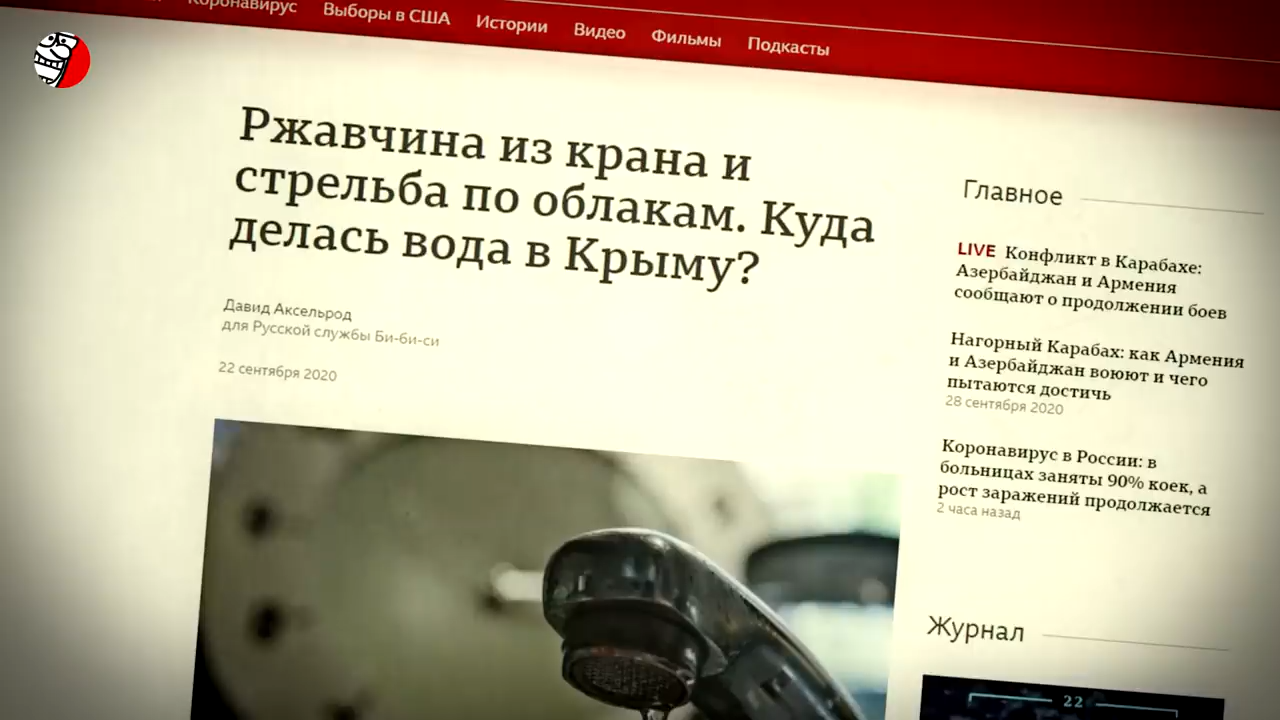 Коронавирус
Выборы в США
Истории
Видео
Фильмы
Подкасты
Ржавчина из крана и
стрельба по облакам. Куда
делась вода в Крыму?
Давид Аксельрод
для Русской службы Би-би-си
22 сентября 2020
Главное
LIVE Конфликт в Карабахе:
Азербайджан и Армения
сообщают о продолжении боев
Нагорный Карабах: как Армения
и Азербайджан воюют и чего
пытаются достичь
28 сентября 2020
Коронавирус в России: в
больницах заняты 90% коек, а
рост заражений продолжается
2 часа назад
Журнал
22